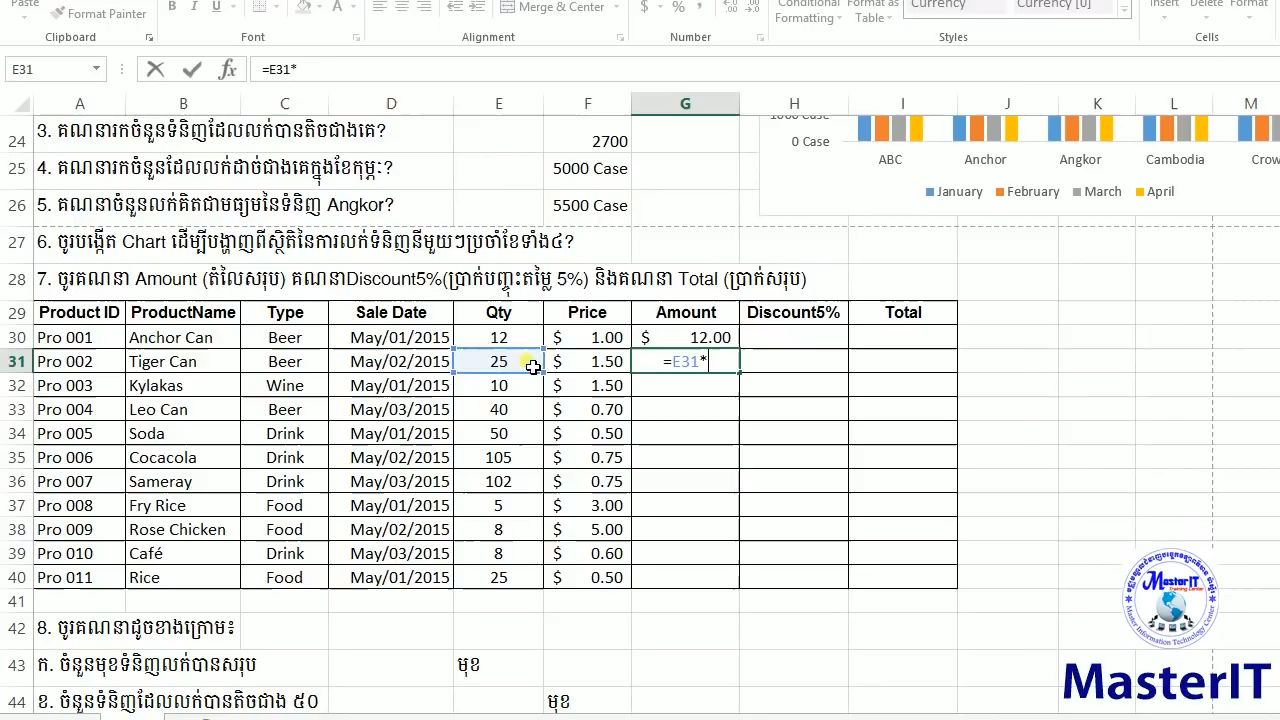 Paste
Format Painter
B I U
A
Merge & Center
$ % ,
Conditional Formatting
Format as Table
Currency
Currency [0]
Insert Delete Format
Clipboard Font Alignment Number Styles Cells
E31 fx =E31*
A B C D E F G H I J K L M
24 3. គណនារកចំនួនទំនិញដែលលក់បានតិចជាងគេ? 2700
25 4. គណនារកចំនួនដែលលក់ដាច់ជាងគេក្នុងខែកុម្ភ:? 5000 Case
26 5. គណនាចំនួនលក់គិតជាមធ្យមនៃទំនិញ Angkor? 5500 Case
1000 Case
0 Case
ABC Anchor Angkor Cambodia Crow
January February March April
27 6. ចូរបង្កើត Chart ដើម្បីបង្ហាញពីស្ថិតិនៃការលក់ទំនិញនីមួយៗប្រចាំខែទាំង៤?
28 7. ចូរគណនា Amount (តំលៃសរុប) គណនាDiscount5%(ប្រាក់បញ្ចុះតម្លៃ 5%) និងគណនា Total (ប្រាក់សរុប)
29 Product ID ProductName Type Sale Date Qty Price Amount Discount5% Total
30 Pro 001 Anchor Can Beer May/01/2015 12 $ 1.00 $ 12.00
31 Pro 002 Tiger Can Beer May/02/2015 25 $ 1.50 =E31*
32 Pro 003 Kylakas Wine May/01/2015 10 $ 1.50
33 Pro 004 Leo Can Beer May/03/2015 40 $ 0.70
34 Pro 005 Soda Drink May/01/2015 50 $ 0.50
35 Pro 006 Cocacola Drink May/02/2015 105 $ 0.75
36 Pro 007 Sameray Drink May/03/2015 102 $ 0.75
37 Pro 008 Fry Rice Food May/01/2015 5 $ 3.00
38 Pro 009 Rose Chicken Food May/02/2015 8 $ 5.00
39 Pro 010 Café Drink May/03/2015 8 $ 0.60
40 Pro 011 Rice Food May/01/2015 25 $ 0.50
41
42 8. ចូរគណនាដូចខាងក្រោម៖
43 ក. ចំនួនមុខទំនិញលក់បានសរុប មុខ
44 ខ. ចំនួនទំនិញដែលលក់បានតិចជាង ៥០ មុខ
MasterIT
Training Center
Master Information Technology
MasterIT